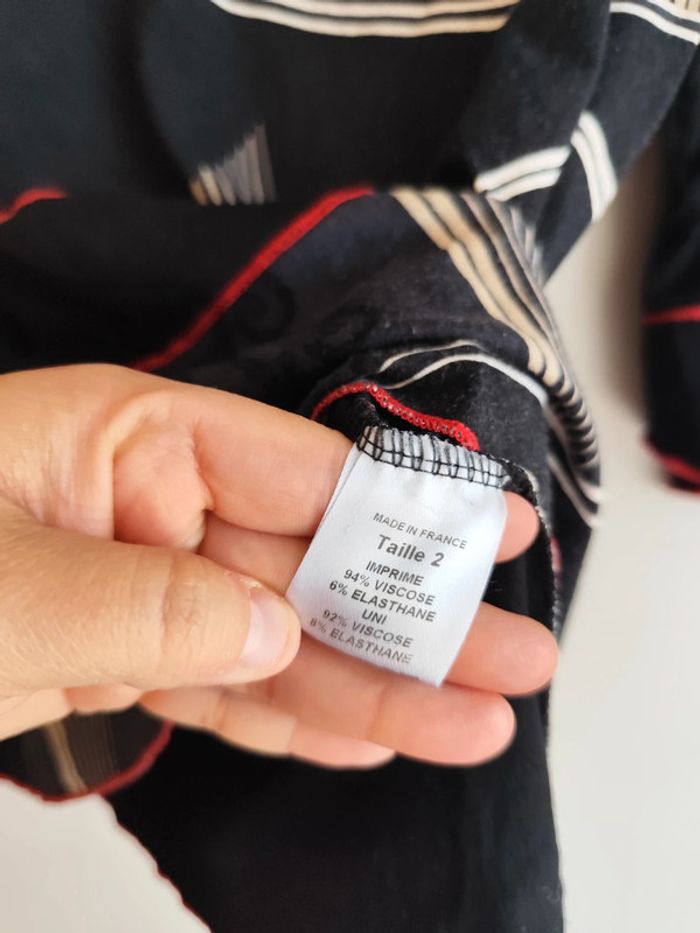 MADE IN FRANCE
Taille 2
IMPRIME
94% VISCOSE
6% ELASTHANE
UNI
92% VISCOSE
8% ELASTHANE